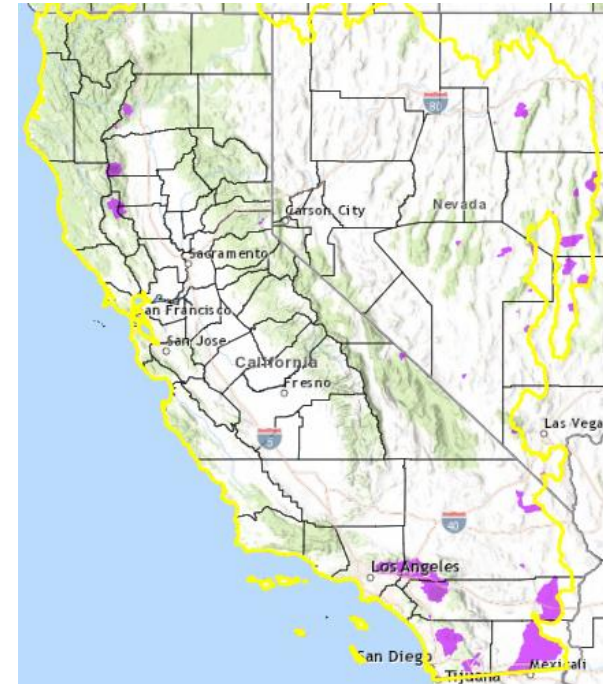 80
Nevada
Carson City
Sacramento
an Francisco
San Jose
California
Fresno
5
Las Vega
40
Los Angeles
San Diego
Mexicali
Tijuana